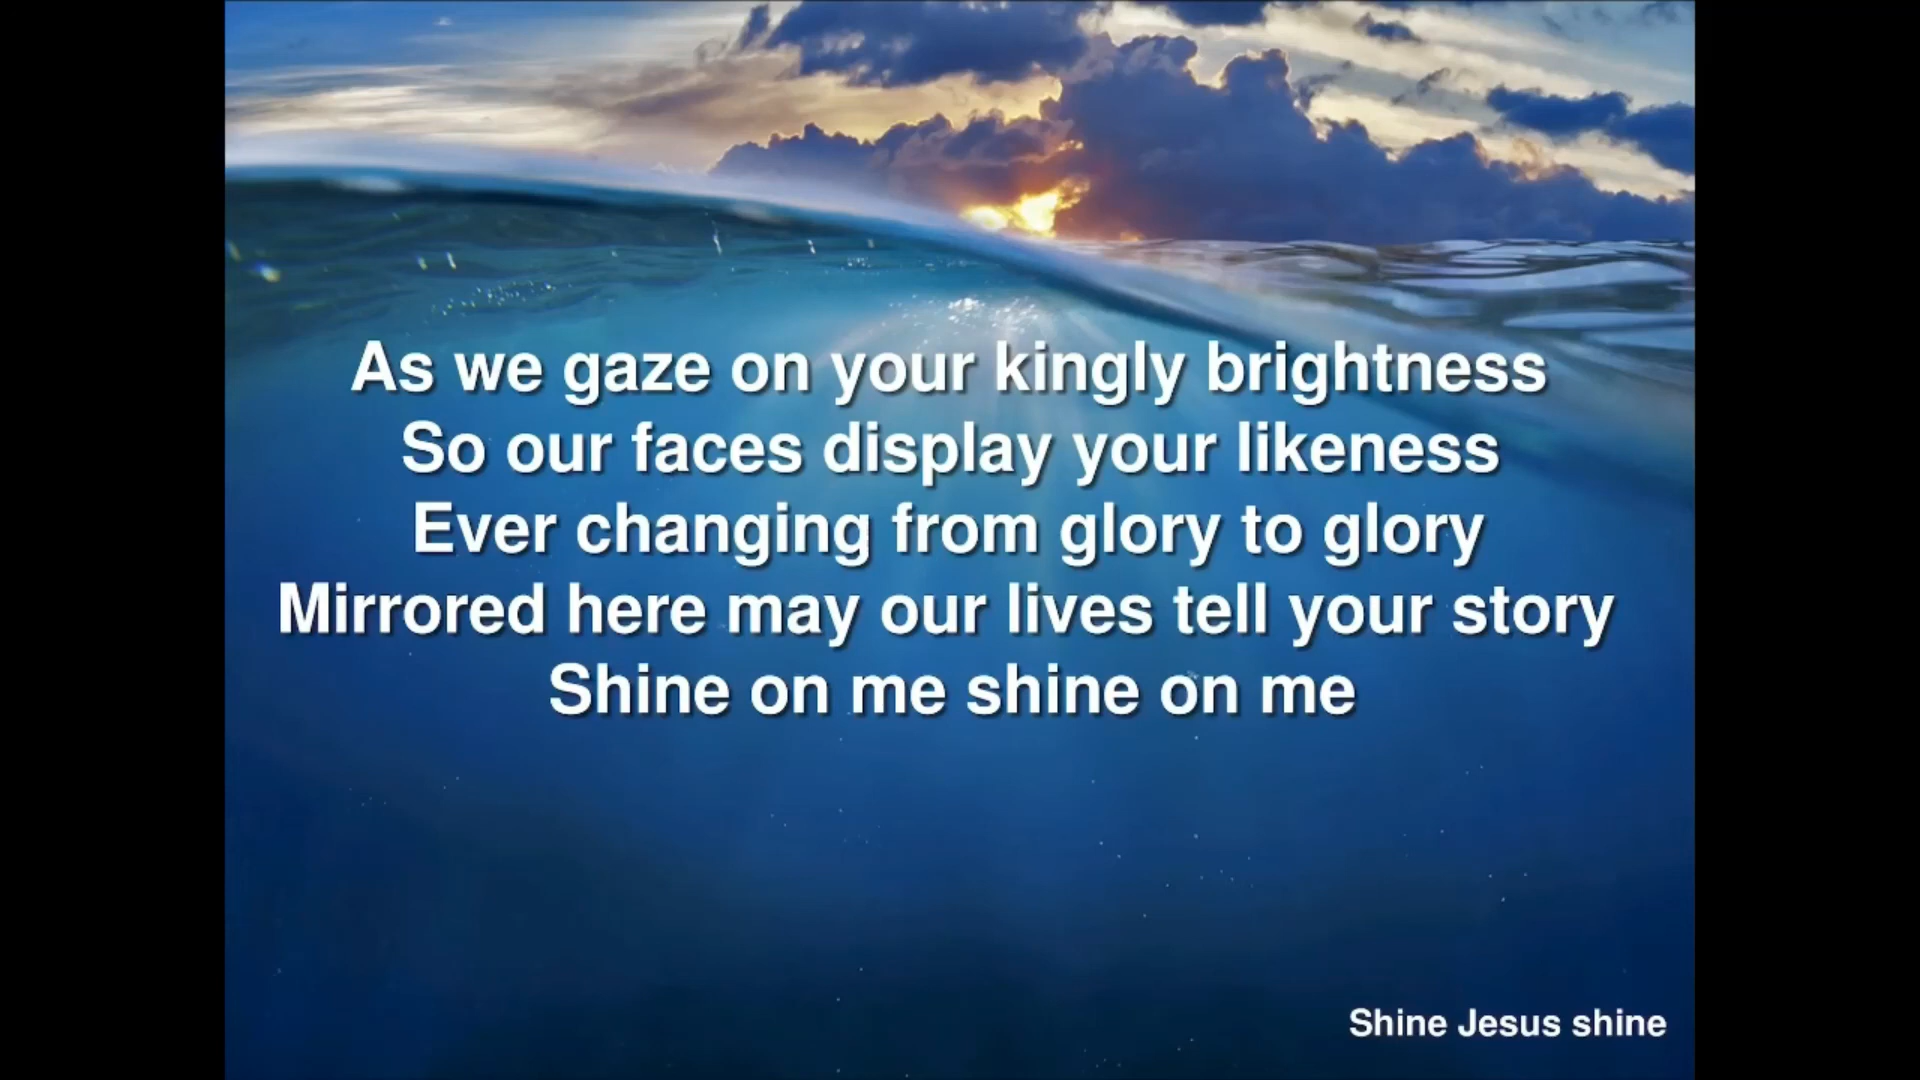 As we gaze on your kingly brightness
So our faces display your likeness
Ever changing from glory to glory
Mirrored here may our lives tell your story
Shine on me shine on me
Shine Jesus shine